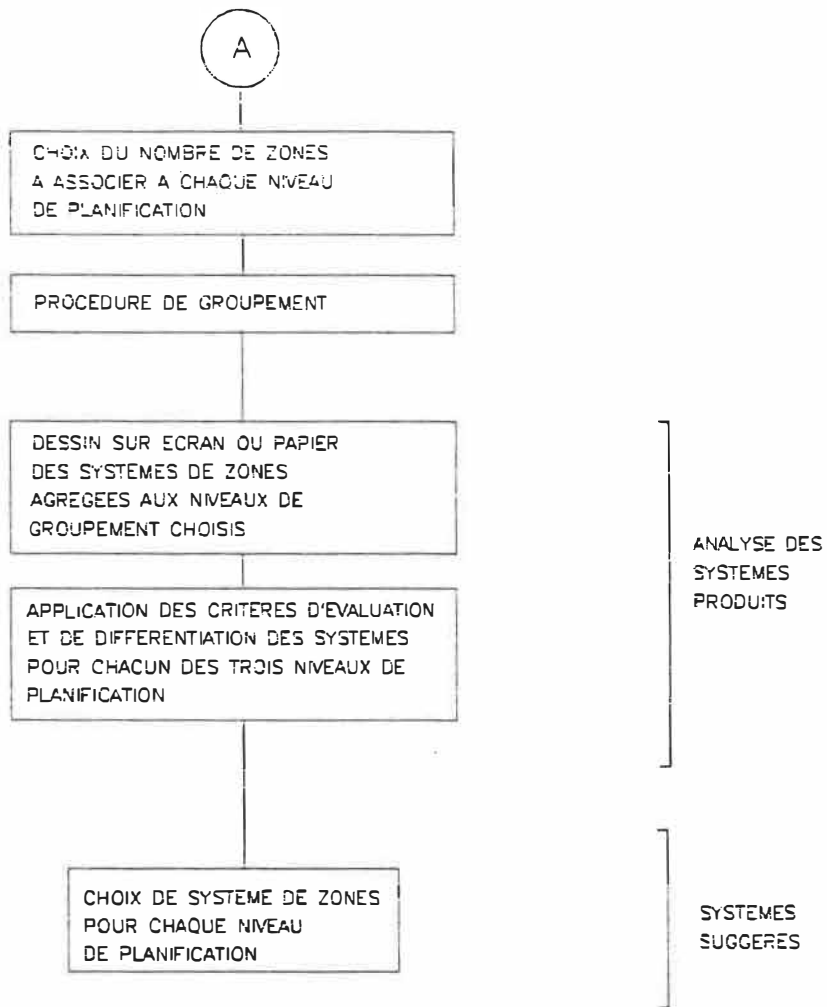 A
CHOIX DU NOMBRE DE ZONES
A ASSOCIER A CHAQUE NIVEAU
DE PLANIFICATION
PROCEDURE DE GROUPEMENT
DESSIN SUR ECRAN OU PAPIER
DES SYSTEMES DE ZONES
AGREGEES AUX NIVEAUX DE
GROUPEMENT CHOISIS
APPLICATION DES CRITERES D'EVALUATION
ET DE DIFFERENTIATION DES SYSTEMES
POUR CHACUN DES TROIS NIVEAUX DE
PLANIFICATION
ANALYSE DES
SYSTEMES
PRODUITS
CHOIX DE SYSTEME DE ZONES
POUR CHAQUE NIVEAU
DE PLANIFICATION
SYSTEMES
SUGGERES